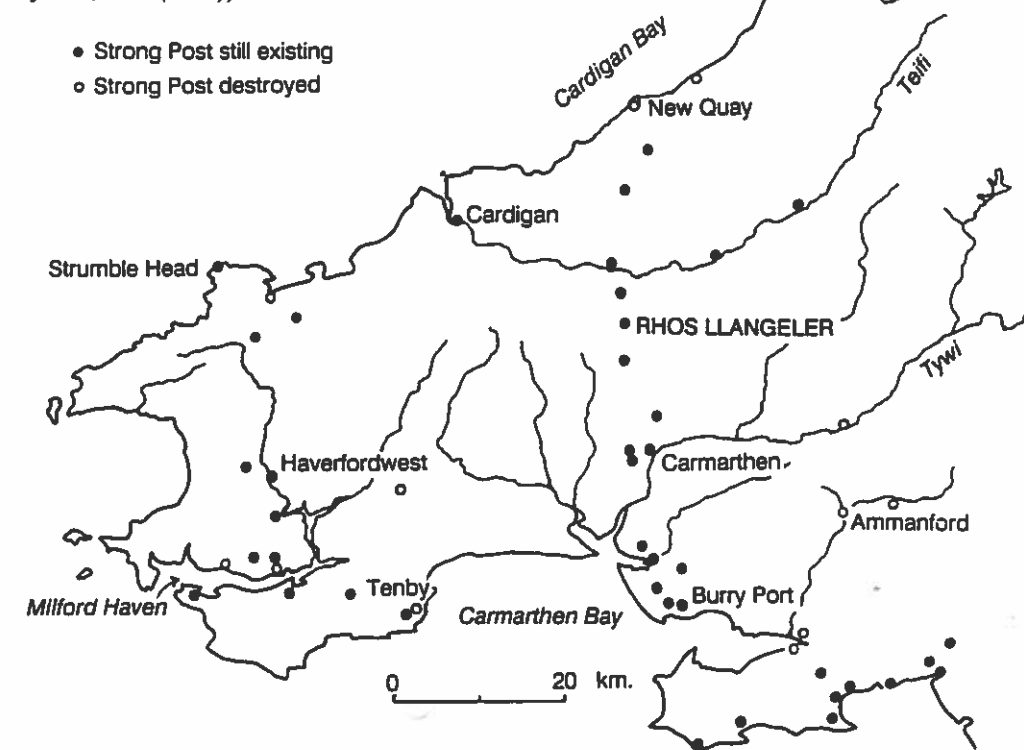 Strong Post still existing
Strong Post destroyed
Cardigan Bay
Teifi
New Quay
Cardigan
Strumble Head
RHOS LLANGELER
Tywi
Haverfordwest
Carmarthen
Ammanford
Milford Haven
Tenby
Carmarthen Bay
Burry Port
0 20 km.